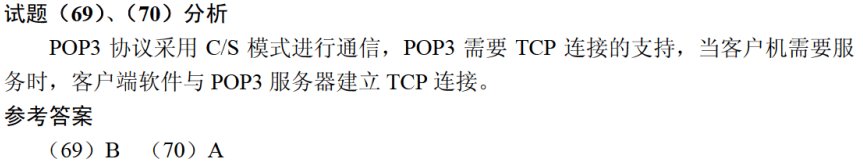 试题（69）、（70）分析
POP3 协议采用 C/S 模式进行通信，POP3 需要 TCP 连接的支持，当客户机需要服
务时，客户端软件与 POP3 服务器建立 TCP 连接。
参考答案
（69）B （70）A